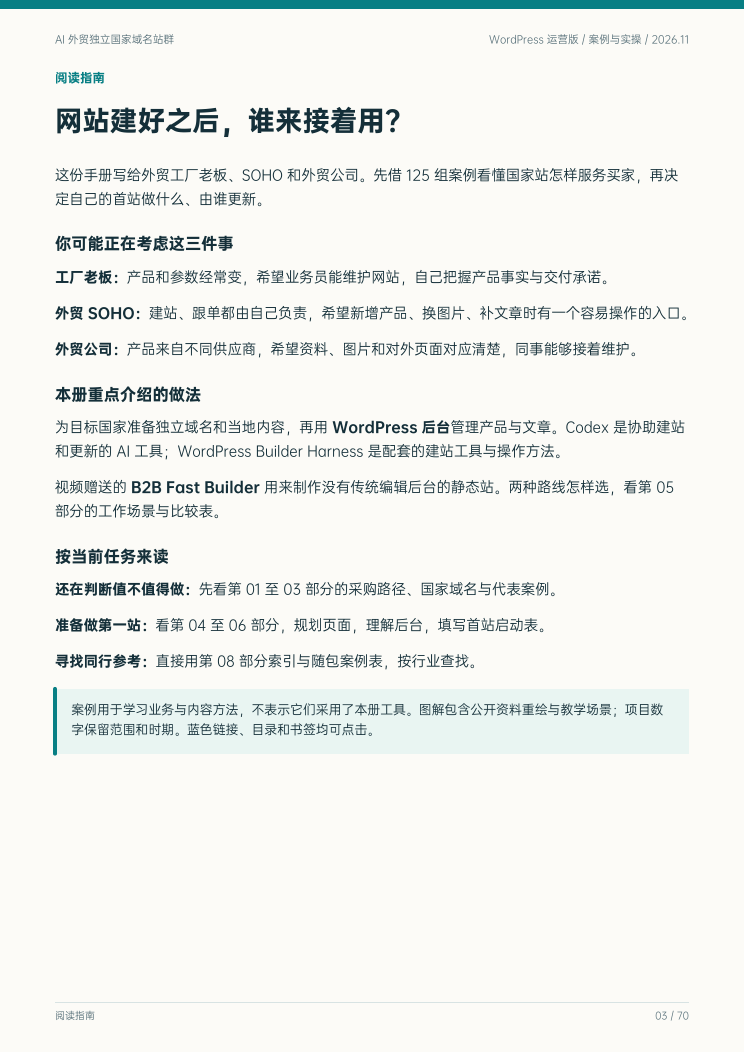 AI 外贸独立国家域名站群
WordPress 运营版 / 案例与实操 / 2026.11
阅读指南
网站建好之后，谁来接着用？
这份手册写给外贸工厂老板、SOHO 和外贸公司。先借 125 组案例看懂国家站怎样服务买家，再决
定自己的首站做什么、由谁更新。
你可能正在考虑这三件事
工厂老板：产品和参数经常变，希望业务员能维护网站，自己把握产品事实与交付承诺。
外贸 SOHO：建站、跟单都由自己负责，希望新增产品、换图片、补文章时有一个容易操作的入口。
外贸公司：产品来自不同供应商，希望资料、图片和对外页面对应清楚，同事能够接着维护。
本册重点介绍的做法
为目标国家准备独立域名和当地内容，再用 WordPress 后台管理产品与文章。Codex 是协助建站
和更新的 AI 工具；WordPress Builder Harness 是配套的建站工具与操作方法。
视频赠送的 B2B Fast Builder 用来制作没有传统编辑后台的静态站。两种路线怎样选，看第 05
部分的工作场景与比较表。
按当前任务来读
还在判断值不值得做：先看第 01 至 03 部分的采购路径、国家域名与代表案例。
准备做第一站：看第 04 至 06 部分，规划页面，理解后台，填写首站启动表。
寻找同行参考：直接用第 08 部分索引与随包案例表，按行业查找。
案例用于学习业务与内容方法，不表示它们采用了本册工具。图解包含公开资料重绘与教学场景；项目数
字保留范围和时期。蓝色链接、目录和书签均可点击。
阅读指南
03 / 70